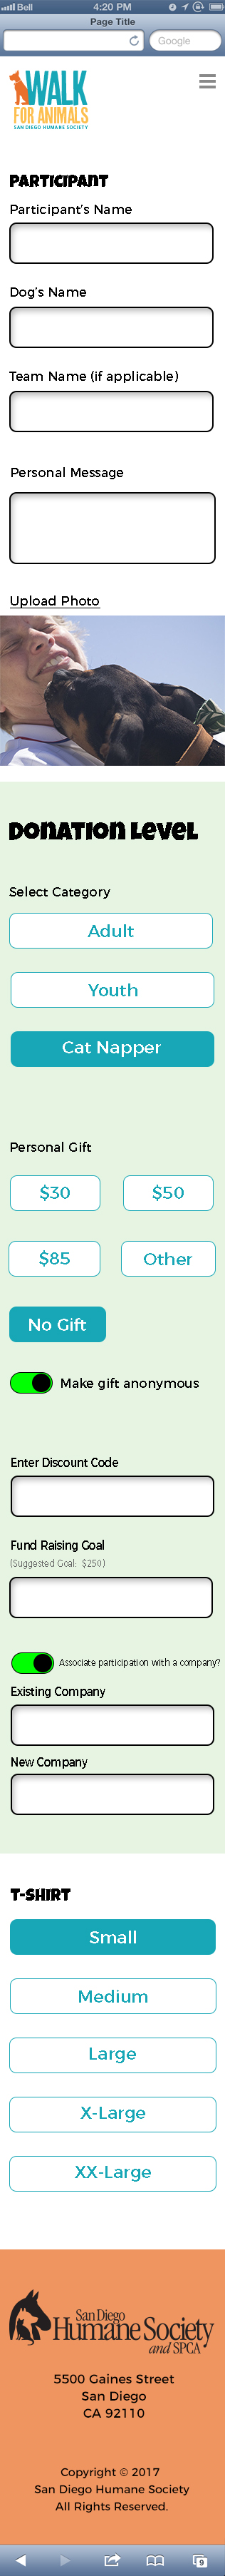 Bell 4:20 PM
Page Title
Google
WALK
FOR ANIMALS
SAN DIEGO HUMANE SOCIETY
PARTICIPANT
Participant's Name
Dog's Name
Team Name (if applicable)
Personal Message
Upload Photo
DONATION LEVEL
Select Category
Adult
Youth
Cat Napper
Personal Gift
$30 $50
$85 Other
No Gift
Make gift anonymous
Enter Discount Code
Fund Raising Goal
(Suggested Goal: $250)
Associate participation with a company?
Existing Company
New Company
T-SHIRT
Small
Medium
Large
X-Large
XX-Large
San Diego
Humane Society
and SPCA
5500 Gaines Street
San Diego
CA 92110
Copyright © 2017
San Diego Humane Society
All Rights Reserved.
9